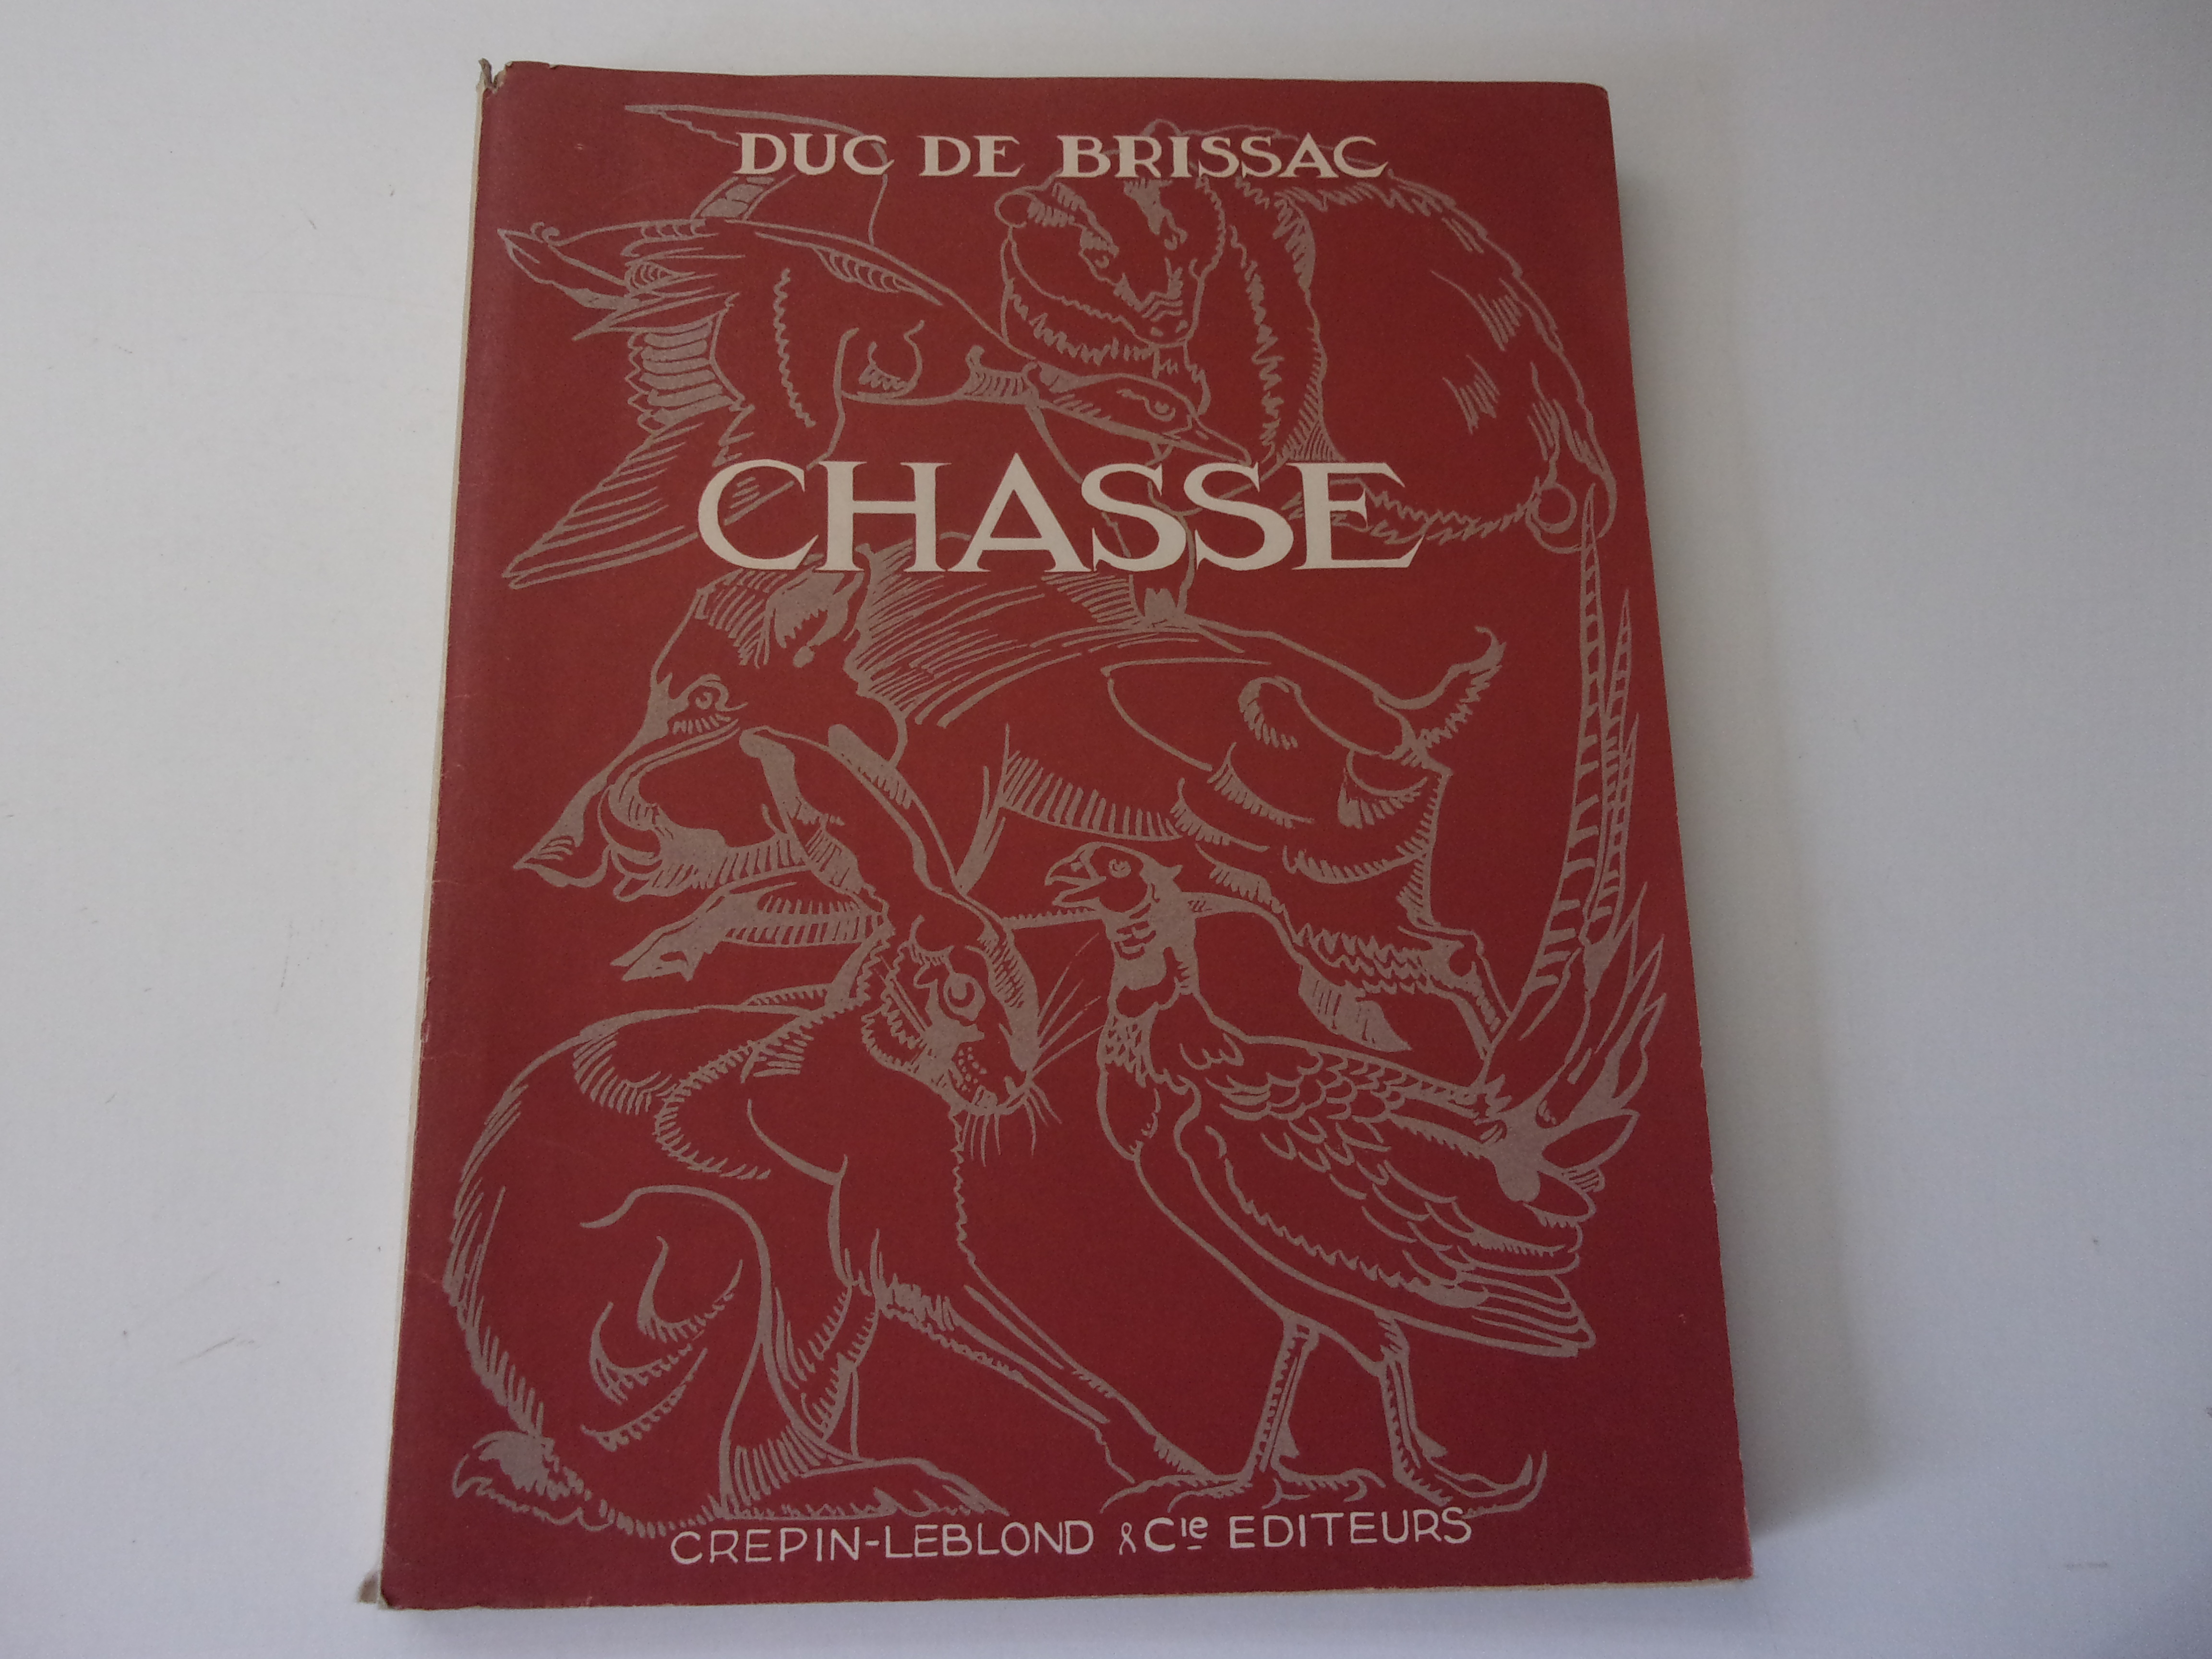 DUC DE BRISSAC
CHASSE
CREPIN-LEBLOND & Cie EDITEURS